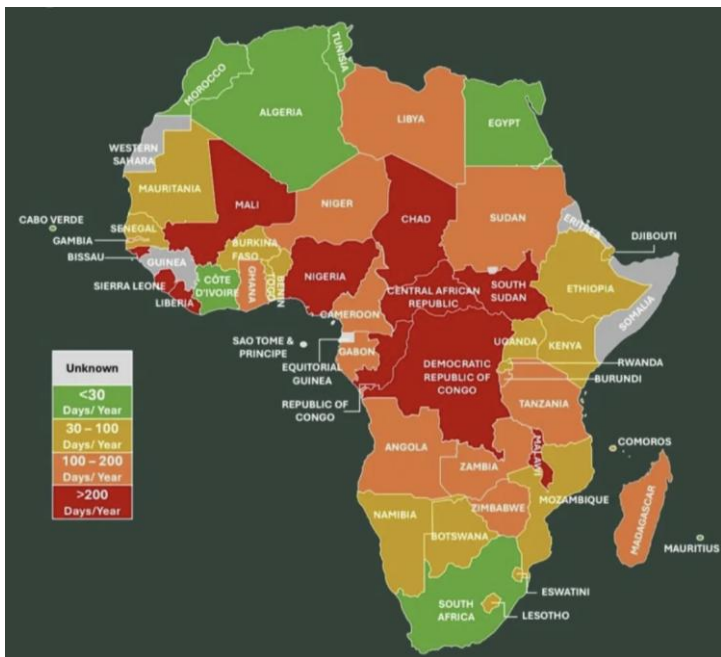 TUNISIA
MOROCCO
ALGERIA
LIBYA
EGYPT
WESTERN
SAHARA
MAURITANIA
MALI
NIGER
CHAD
SUDAN
ERITREA
DJIBOUTI
CABO VERDE
SENEGAL
GAMBIA
BISSAU
GUINEA
SIERRA LEONE
LIBERIA
CÔTE
D'IVOIRE
BURKINA
FASO
GHANA
TOGO
BENIN
NIGERIA
CAMEROON
CENTRAL AFRICAN
REPUBLIC
SOUTH
SUDAN
ETHIOPIA
SOMALIA
SAO TOME &
PRINCIPE
EQUITORIAL
GUINEA
GABON
REPUBLIC OF
CONGO
DEMOCRATIC
REPUBLIC OF
CONGO
UGANDA
KENYA
RWANDA
BURUNDI
TANZANIA
COMOROS
ANGOLA
ZAMBIA
MALAWI
MOZAMBIQUE
ZIMBABWE
MADAGASCAR
MAURITIUS
NAMIBIA
BOTSWANA
SOUTH
AFRICA
ESWATINI
LESOTHO
Unknown
<30
Days/ Year
30 – 100
Days/ Year
100 – 200
Days/Year
>200
Days/Year